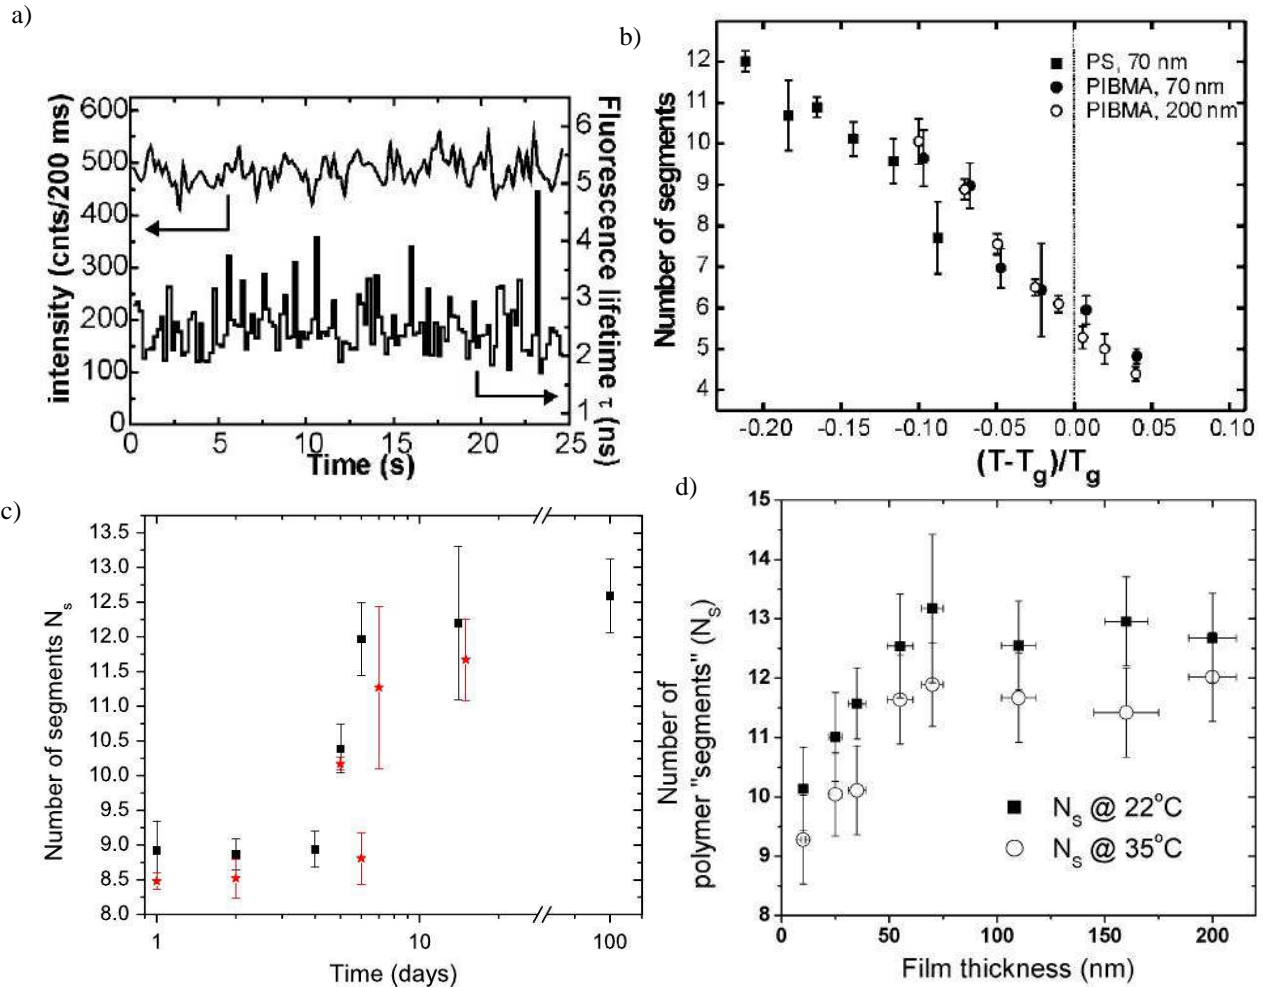 a)
intensity (cnts/200 ms)
600
500
400
300
200
100
0
0 5 10 15 20 25
Time (s)
6
5
4
3
2
1
Fluorescence lifetime τ (ns)
b)
Number of segments
12
11
10
9
8
7
6
5
4
PS, 70 nm
PIBMA, 70 nm
PIBMA, 200 nm
-0.20 -0.15 -0.10 -0.05 0.00 0.05 0.10
(T-Tg)/Tg
c)
Number of segments Ns
13.5
13.0
12.5
12.0
11.5
11.0
10.5
10.0
9.5
9.0
8.5
8.0
1 10 100
Time (days)
d)
Number of
polymer "segments" (NS)
15
14
13
12
11
10
9
8
NS @ 22°C
NS @ 35°C
0 50 100 150 200
Film thickness (nm)